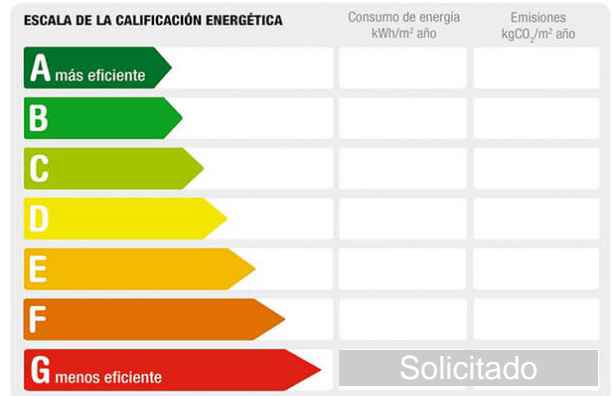 ESCALA DE LA CALIFICACIÓN ENERGÉTICA
Consumo de energía
kWh/m² año
Emisiones
kgCO₂/m² año
A más eficiente
B
C
D
E
F
G menos eficiente
Solicitado